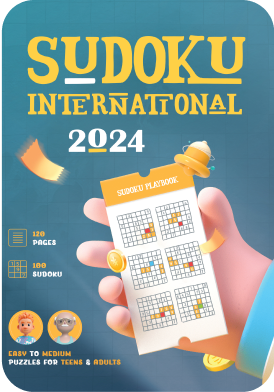 SUDOKU
INTERNATIONAL
2024
SUDOKU PLAYBOOK
120
PAGES
100
SUDOKU
EASY TO MEDIUM
PUZZLES FOR TEENS & ADULTS